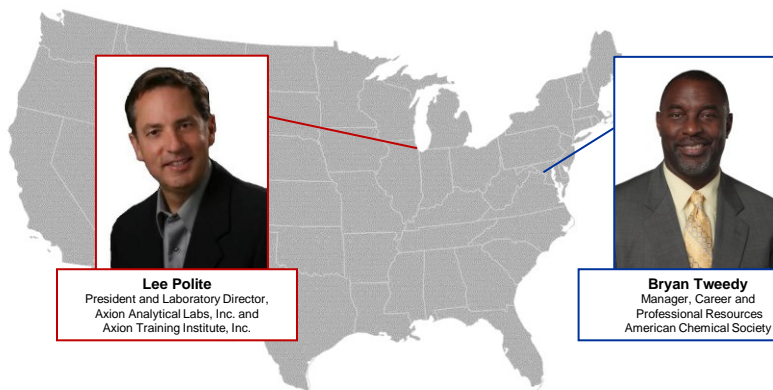 Lee Polite
President and Laboratory Director,
Axion Analytical Labs, Inc. and
Axion Training Institute, Inc.
Bryan Tweedy
Manager, Career and
Professional Resources
American Chemical Society